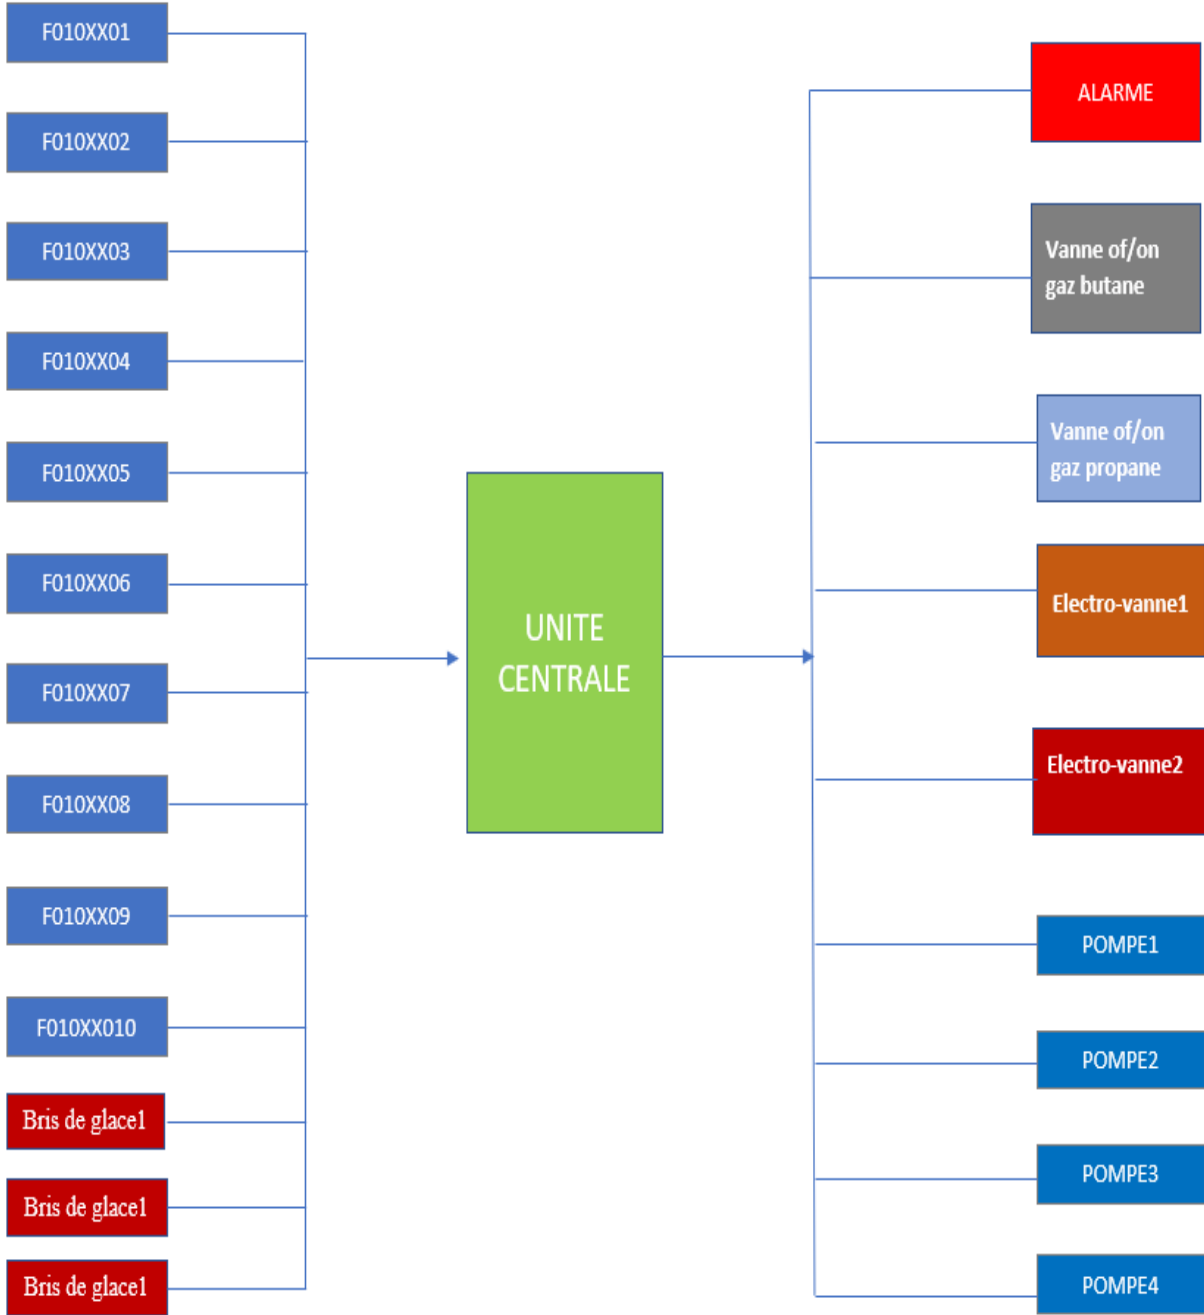 F010XX01
F010XX02
F010XX03
F010XX04
F010XX05
F010XX06
F010XX07
F010XX08
F010XX09
F010XX010
Bris de glace1
Bris de glace1
Bris de glace1
UNITE
CENTRALE
ALARME
Vanne of/on
gaz butane
Vanne of/on
gaz propane
Electro-vanne1
Electro-vanne2
POMPE1
POMPE2
POMPE3
POMPE4